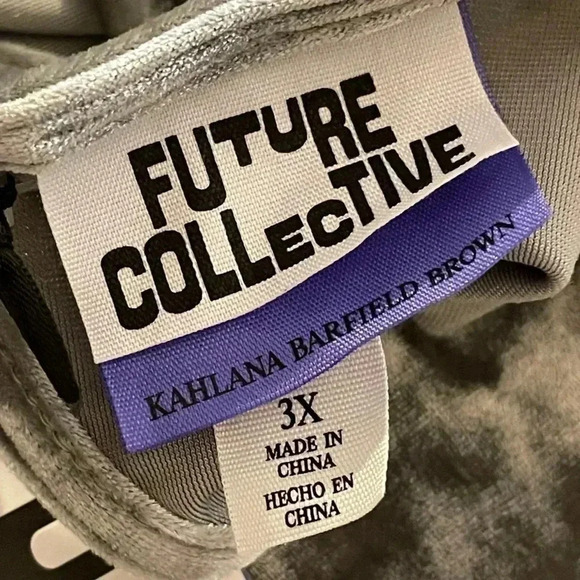 FUTURE
COLLECTIVE
KAHLANA BARFIELD BROWN
3X
MADE IN
CHINA
HECHO EN
CHINA